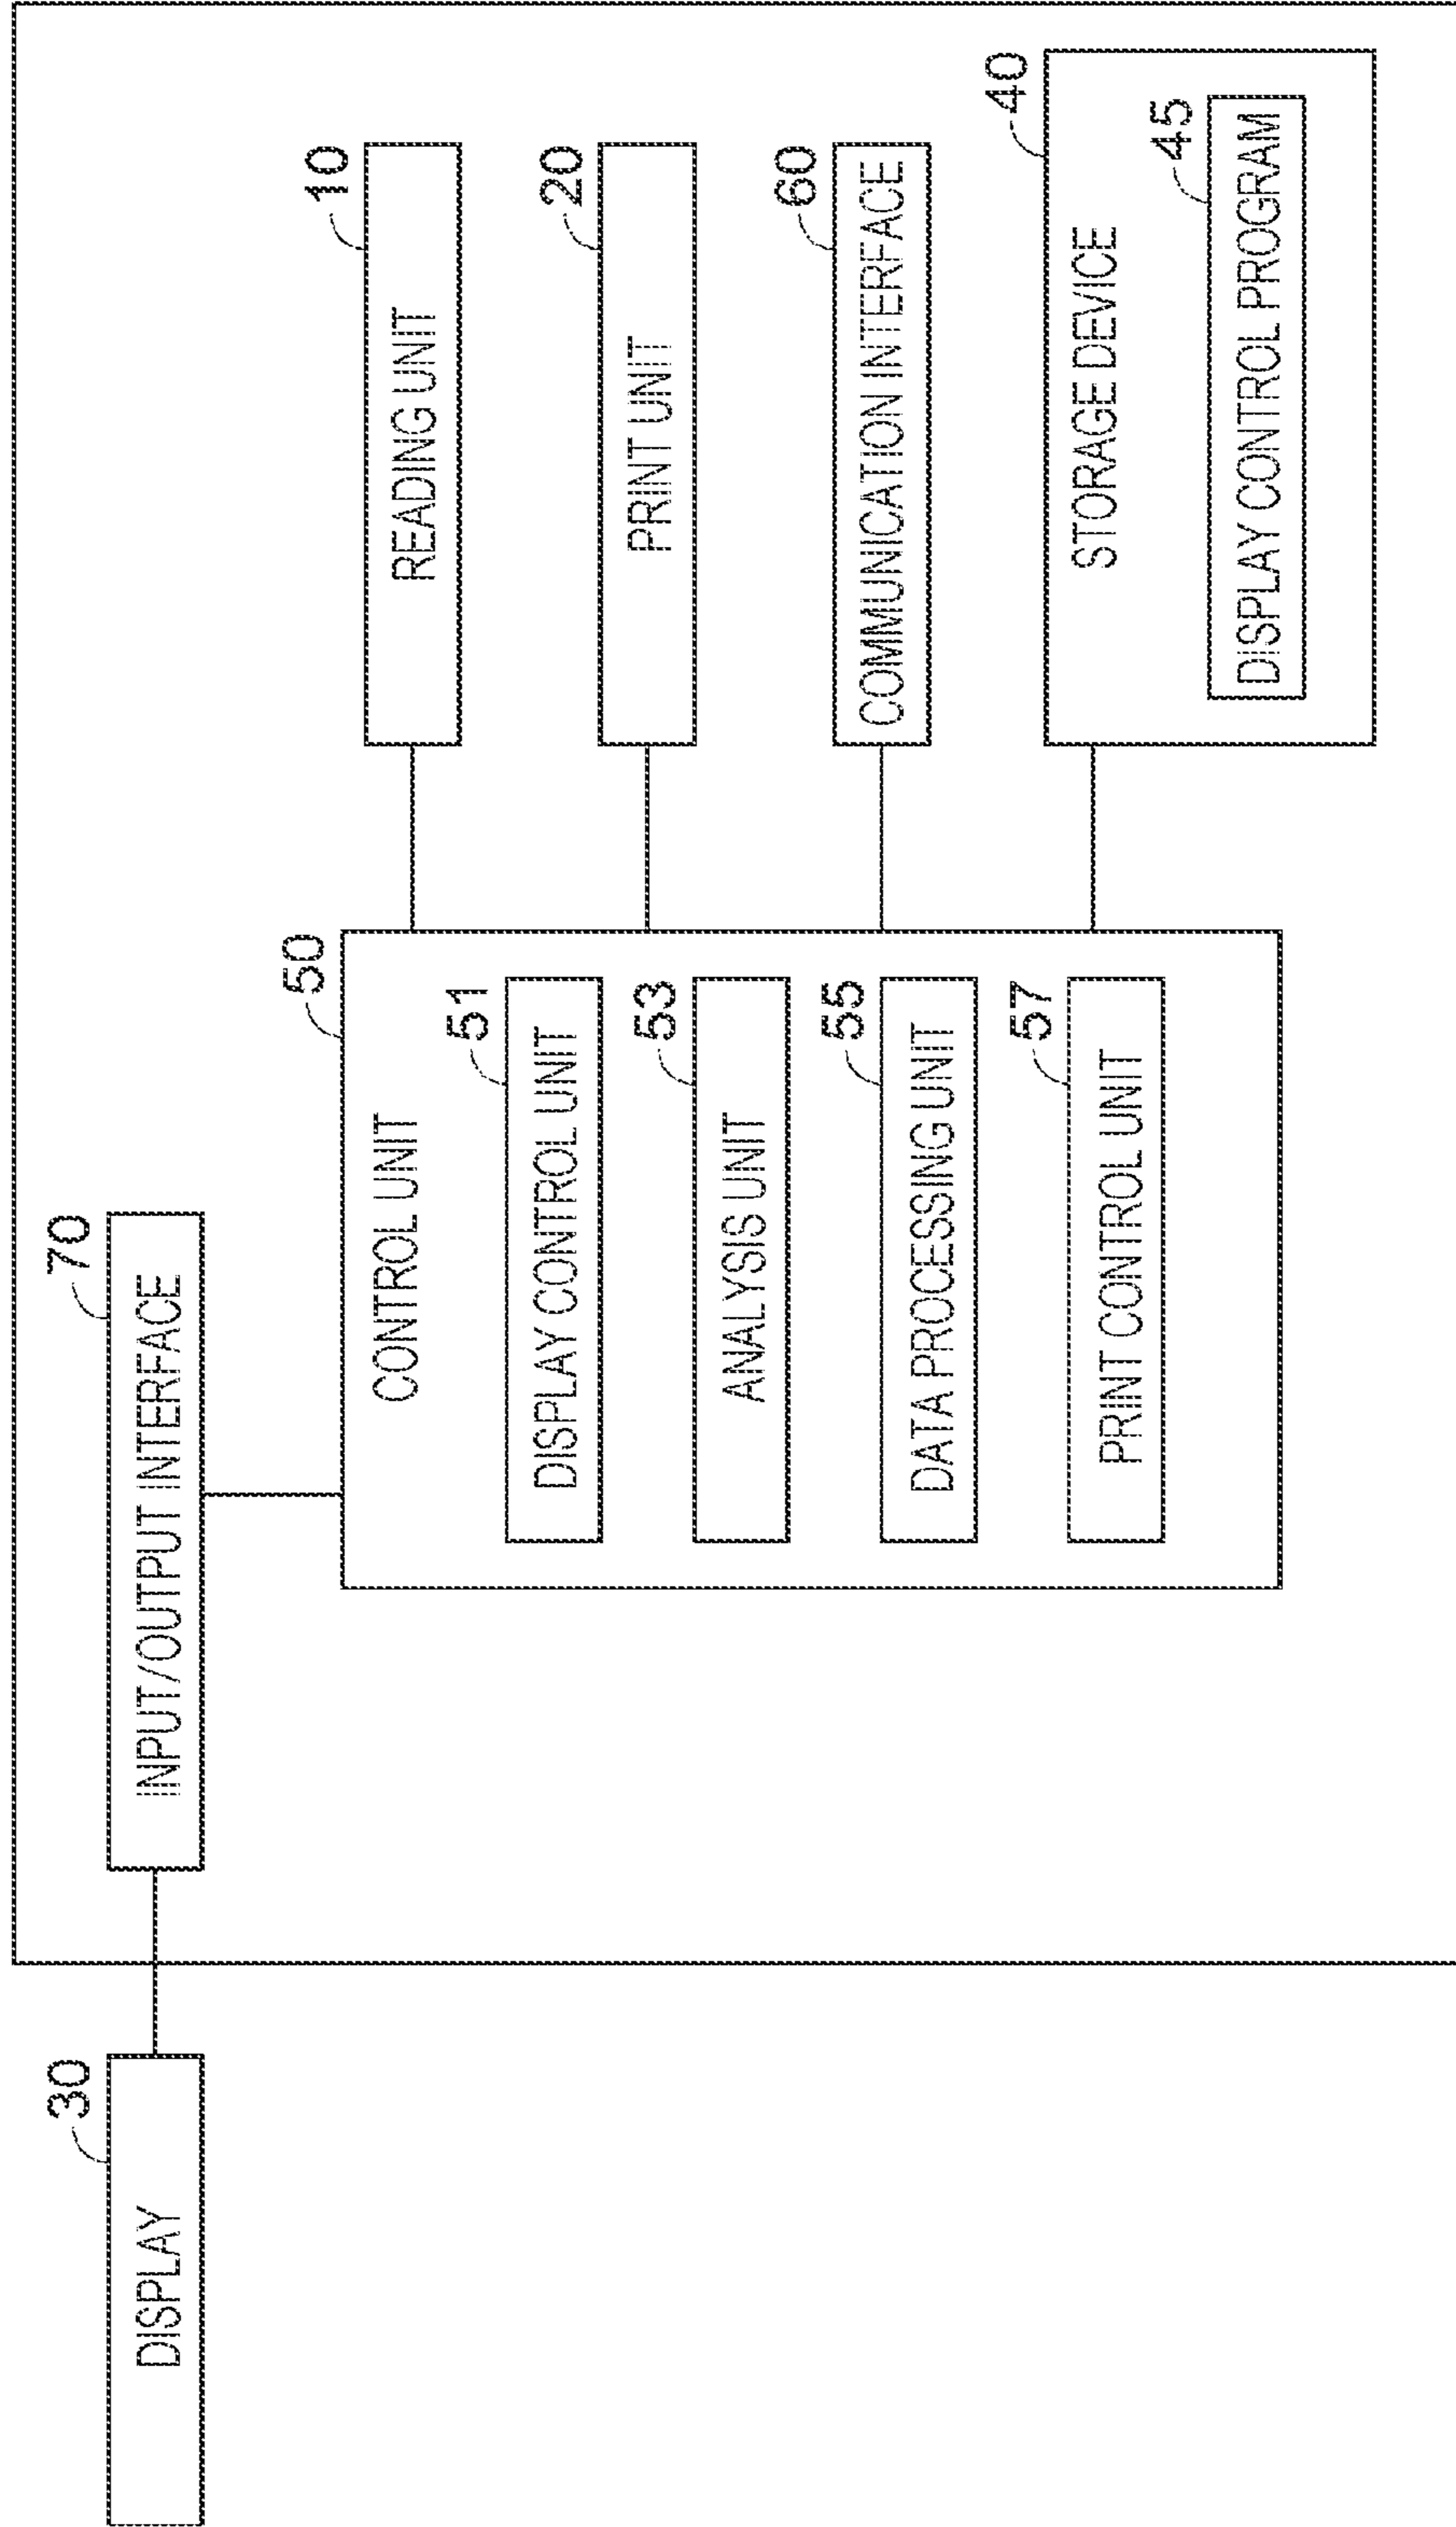 30
DISPLAY
70
INPUT/OUTPUT INTERFACE
50
CONTROL UNIT
51
DISPLAY CONTROL UNIT
53
ANALYSIS UNIT
55
DATA PROCESSING UNIT
57
PRINT CONTROL UNIT
10
READING UNIT
20
PRINT UNIT
60
COMMUNICATION INTERFACE
40
STORAGE DEVICE
45
DISPLAY CONTROL PROGRAM